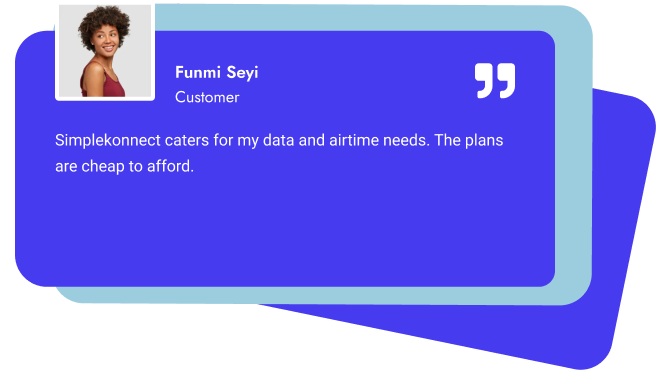 Funmi Seyi
Customer
Simplekonnect caters for my data and airtime needs. The plans
are cheap to afford.